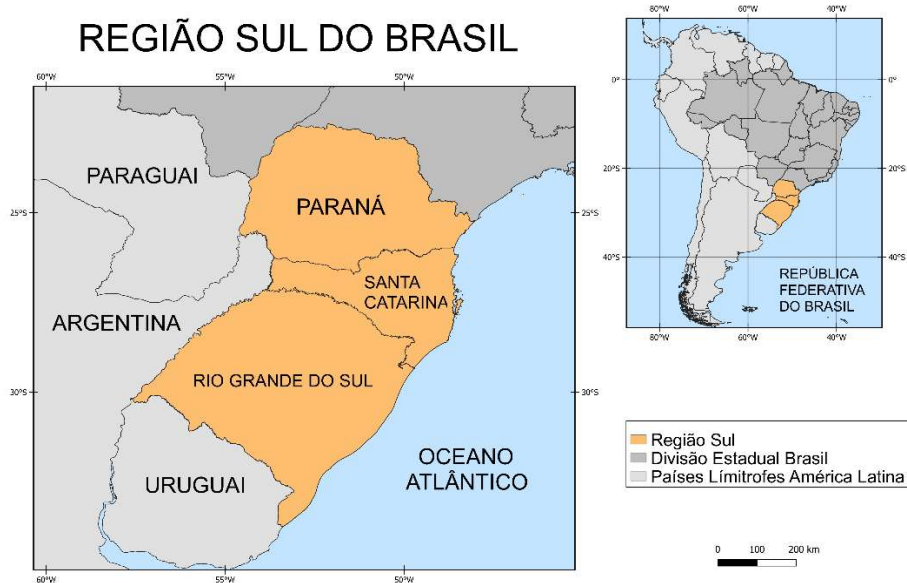 REGIÃO SUL DO BRASIL
60°W
55°W
50°W
80°W
60°W
40°W
0°
0°
20°S
20°S
40°S
40°S
80°W
60°W
40°W
REPÚBLICA
FEDERATIVA
DO BRASIL
25°S
25°S
30°S
30°S
PARAGUAI
PARANÁ
SANTA
CATARINA
ARGENTINA
RIO GRANDE DO SUL
OCEANO
ATLÂNTICO
URUGUAI
60°W
55°W
50°W
Região Sul
Divisão Estadual Brasil
Países Límitrofes América Latina
0 100 200 km